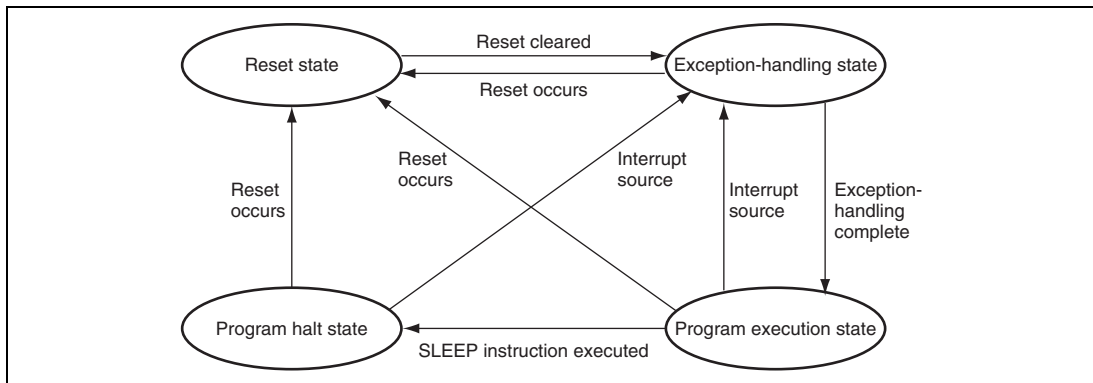 Reset cleared
Reset state
Exception-handling state
Reset occurs
Reset
occurs
Interrupt
source
Reset
occurs
Interrupt
source
Exception-
handling
complete
Program halt state
Program execution state
SLEEP instruction executed